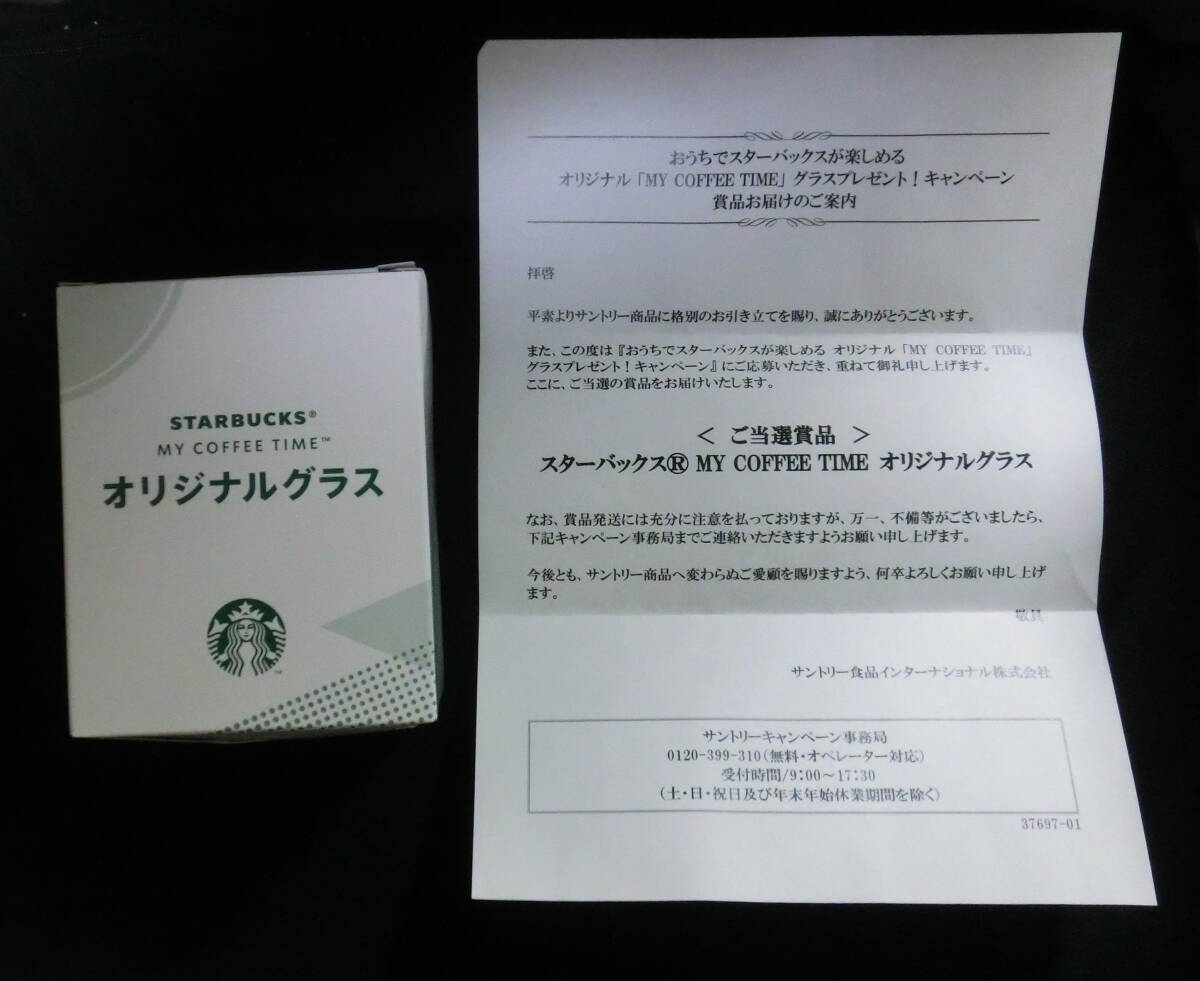 STARBUCKS®
MY COFFEE TIME™
オリジナルグラス
™
おうちでスターバックスが楽しめる
オリジナル「MY COFFEE TIME」グラスプレゼント！キャンペーン
賞品お届けのご案内
拝啓
平素よりサントリー商品に格別のお引き立てを賜り、誠にありがとうございます。
また、この度は『おうちでスターバックスが楽しめる オリジナル「MY COFFEE TIME」
グラスプレゼント！キャンペーン』にご応募いただき、重ねて御礼申し上げます。
ここに、ご当選の賞品をお届けいたします。
＜ ご当選賞品 ＞
スターバックス® MY COFFEE TIME オリジナルグラス
なお、賞品発送には充分に注意を払っておりますが、万一、不備等がございましたら、
下記キャンペーン事務局までご連絡いただきますようお願い申し上げます。
今後とも、サントリー商品へ変わらぬご愛顧を賜りますよう、何卒よろしくお願い申し上げ
ます。
敬具
サントリー食品インターナショナル株式会社
サントリーキャンペーン事務局
0120-399-310（無料・オペレーター対応）
受付時間/9:00～17:30
（土・日・祝日及び年末年始休業期間を除く）
37697-01